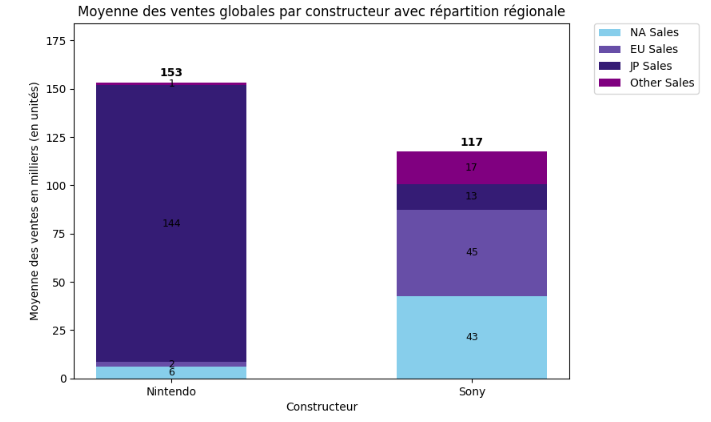 Moyenne des ventes globales par constructeur avec répartition régionale
NA Sales
EU Sales
JP Sales
Other Sales
Moyenne des ventes en milliers (en unités)
175
150
125
100
75
50
25
0
153
1
144
2
6
117
17
13
45
43
Nintendo
Sony
Constructeur